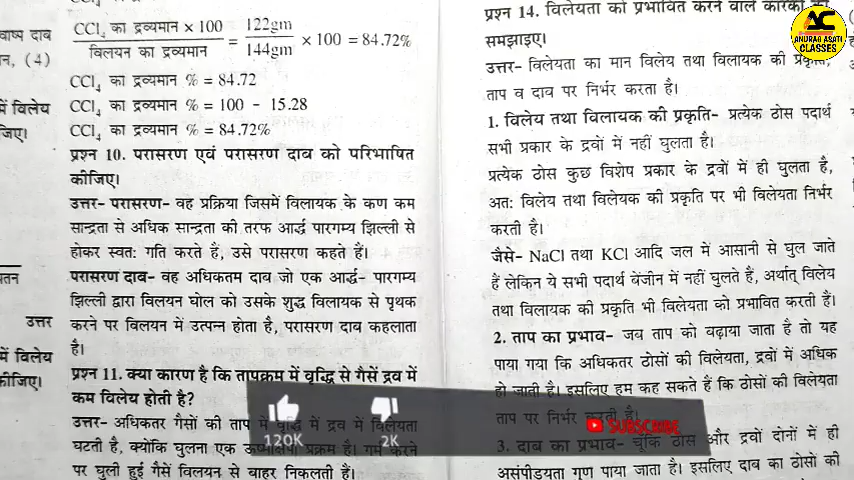 वाष्प दाब
न, (4)
में विलेय
जिए।
उत्तर
में विलेय
कीजिए।
CCl₄ का द्रव्यमान × 100 / विलयन का द्रव्यमान = 122gm / 144gm × 100 = 84.72%
CCl₄ का द्रव्यमान % = 84.72
CCl₄ का द्रव्यमान % = 100 - 15.28
CCl₄ का द्रव्यमान % = 84.72%
प्रश्न 10. परासरण एवं परासरण दाब को परिभाषित
कीजिए।
उत्तर- परासरण- वह प्रक्रिया जिसमें विलायक के कण कम
सान्द्रता से अधिक सान्द्रता की तरफ आर्द्ध पारगम्य झिल्ली से
होकर स्वतः गति करते हैं, उसे परासरण कहते हैं।
परासरण दाब- वह अधिकतम दाब जो एक आर्द्ध- पारगम्य
झिल्ली द्वारा विलयन घोल को उसके शुद्ध विलायक से पृथक
करने पर विलयन में उत्पन्न होता है, परासरण दाब कहलाता
है।
प्रश्न 11. क्या कारण है कि तापक्रम में वृद्धि से गैसें द्रव में
कम विलेय होती है?
उत्तर- अधिकतर गैसों की ताप में वृद्धि में द्रव में विलेयता
घटती है, क्योंकि घुलना एक ऊष्माक्षेपी प्रक्रम है। गर्म करने
पर घुली हुई गैसें विलयन से बाहर निकलती हैं।
प्रश्न 14. विलेयता को प्रभावित करने वाले कारकों को
समझाइए।
उत्तर- विलेयता का मान विलेय तथा विलायक की प्रकृति,
ताप व दाब पर निर्भर करता है।
1. विलेय तथा विलायक की प्रकृति- प्रत्येक ठोस पदार्थ
सभी प्रकार के द्रवों में नहीं घुलता है।
प्रत्येक ठोस कुछ विशेष प्रकार के द्रवों में ही घुलता है,
अतः विलेय तथा विलेयक की प्रकृति पर भी विलेयता निर्भर
करती है।
जैसे- NaCl तथा KCl आदि जल में आसानी से घुल जाते
हैं लेकिन ये सभी पदार्थ बेंजीन में नहीं घुलते हैं, अर्थात् विलेय
तथा विलायक की प्रकृति भी विलेयता को प्रभावित करती हैं।
2. ताप का प्रभाव- जब ताप को बढ़ाया जाता है तो यह
पाया गया कि अधिकतर ठोसों की विलेयता, द्रवों में अधिक
हो जाती है। इसलिए हम कह सकते हैं कि ठोसों की विलेयता
ताप पर निर्भर करती है।
3. दाब का प्रभाव- चूँकि ठोस और द्रवों दोनों में ही
असंपीड्यता गुण पाया जाता है। इसलिए दाब का ठोसों की
AC
ANURAG ASATI
CLASSES
120K
2K
SUBSCRIBE